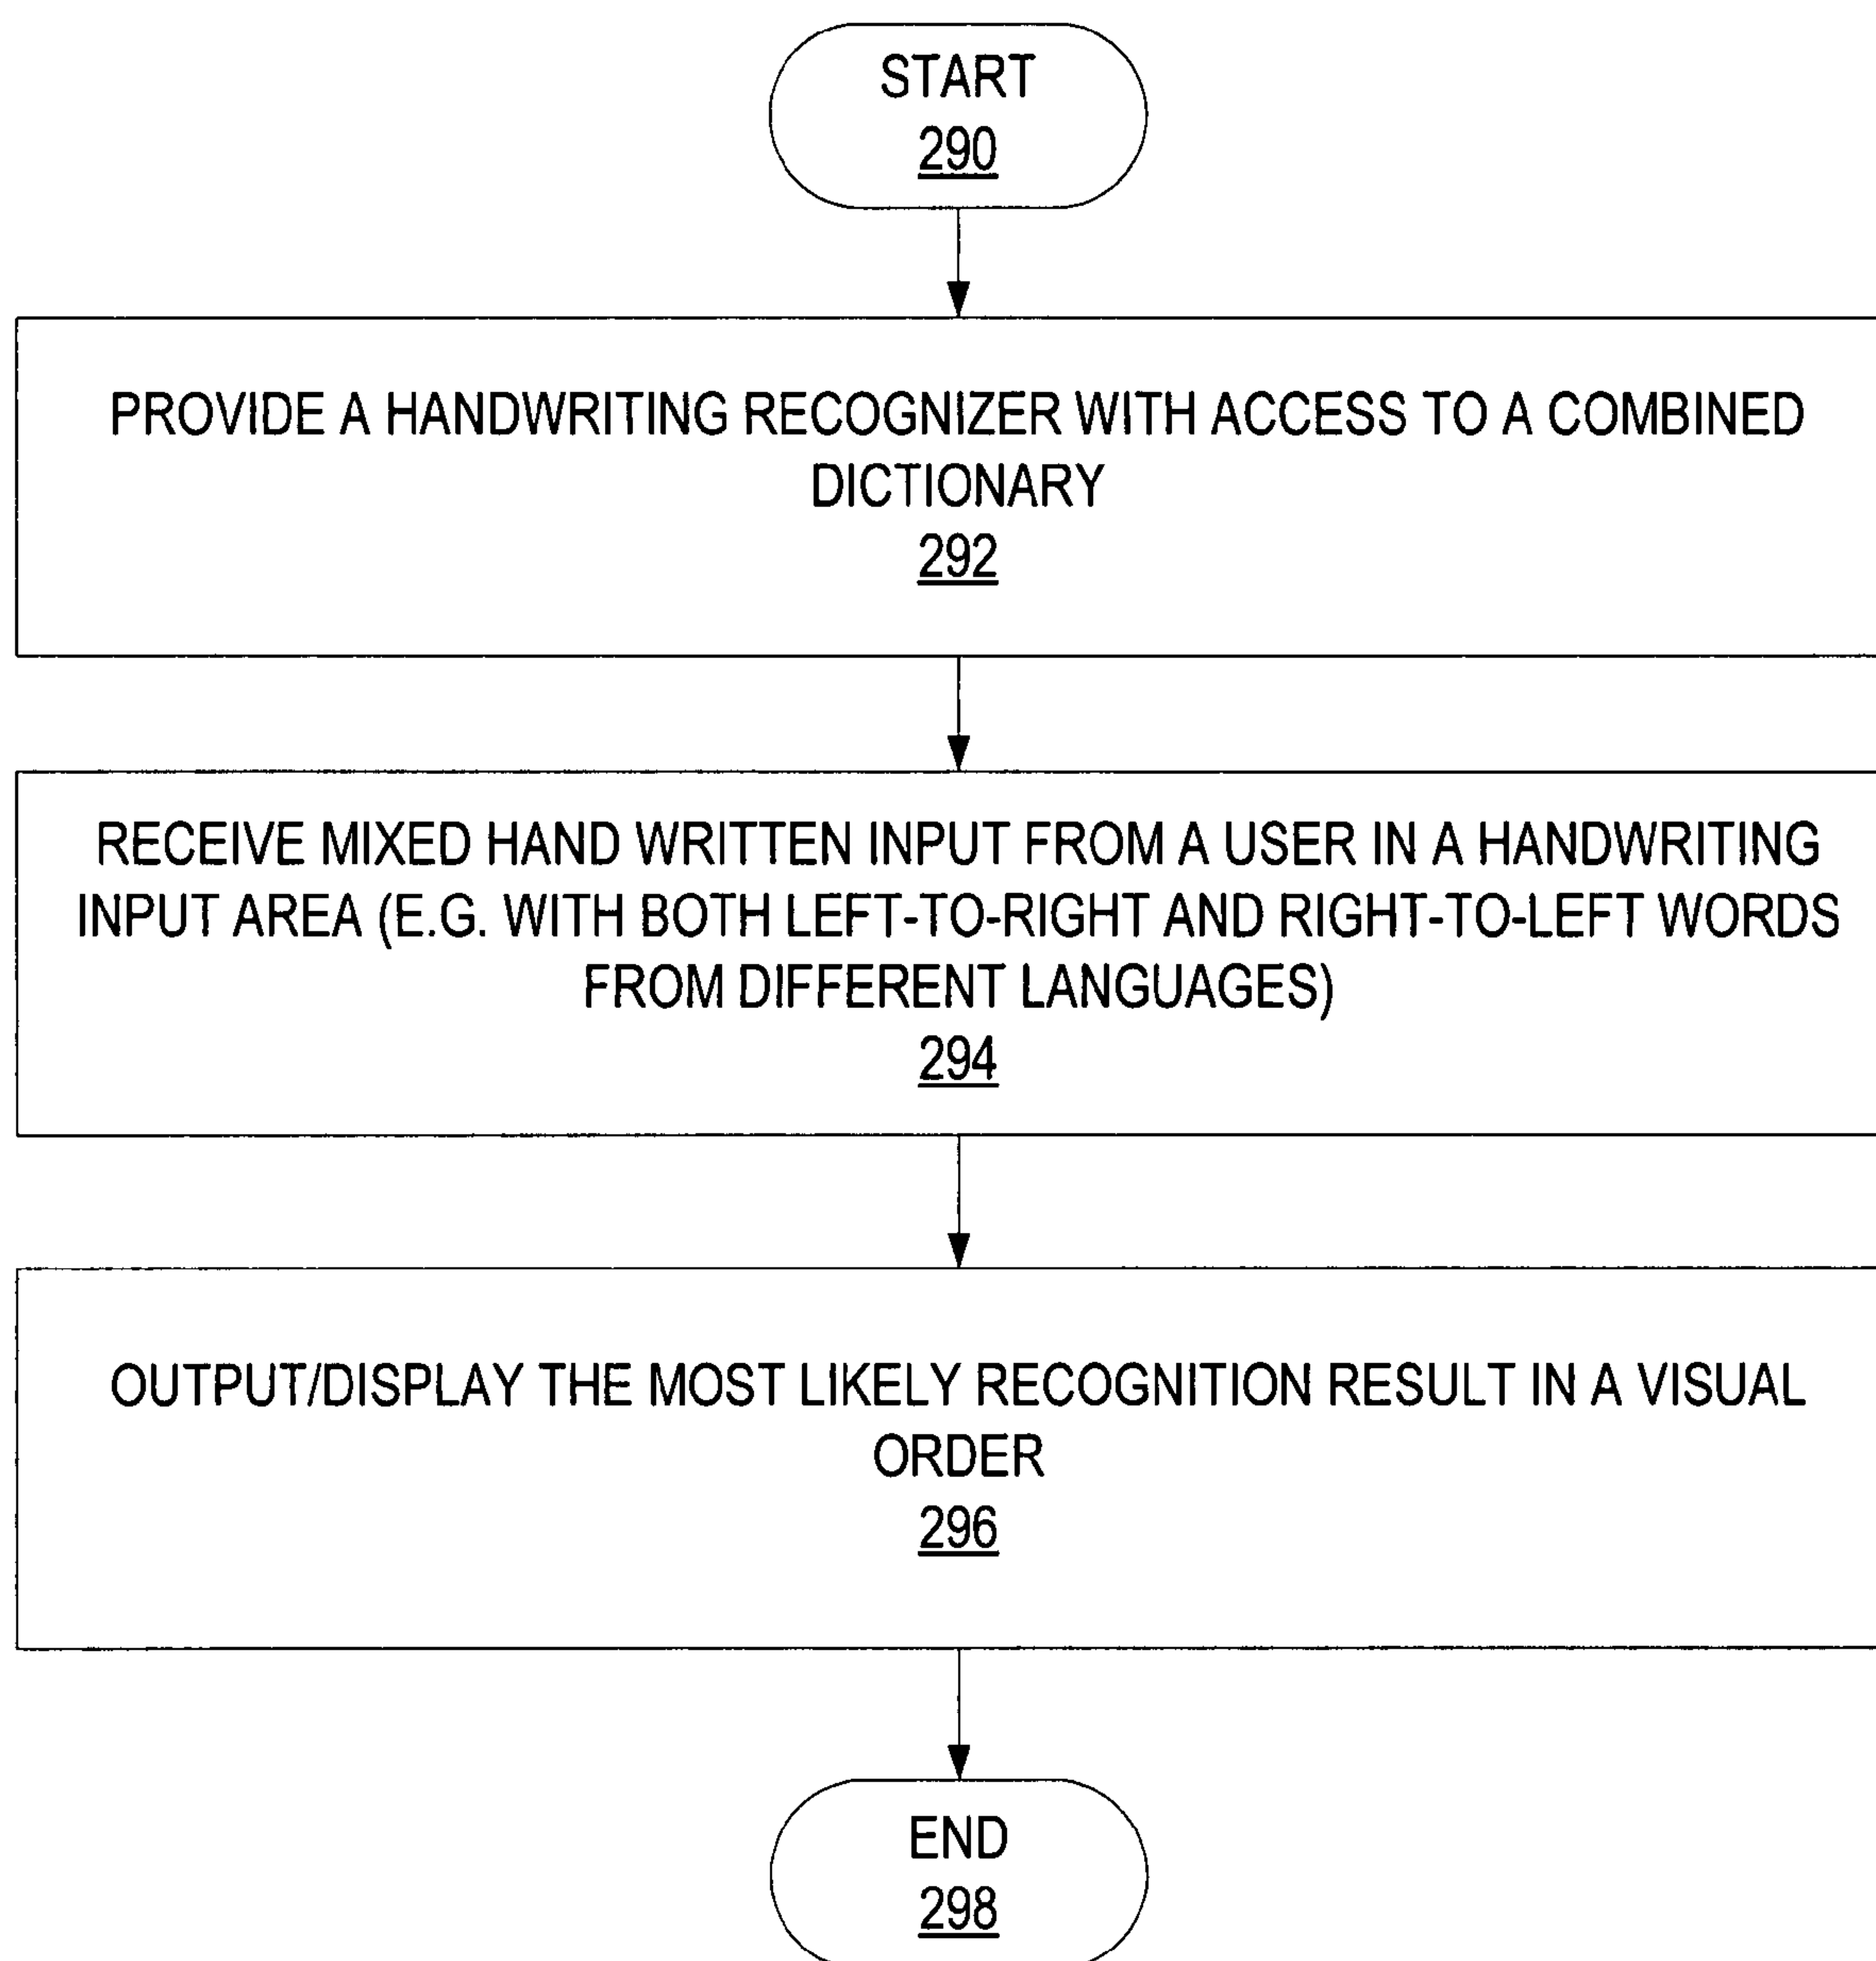 START
290
PROVIDE A HANDWRITING RECOGNIZER WITH ACCESS TO A COMBINED
DICTIONARY
292
RECEIVE MIXED HAND WRITTEN INPUT FROM A USER IN A HANDWRITING
INPUT AREA (E.G. WITH BOTH LEFT-TO-RIGHT AND RIGHT-TO-LEFT WORDS
FROM DIFFERENT LANGUAGES)
294
OUTPUT/DISPLAY THE MOST LIKELY RECOGNITION RESULT IN A VISUAL
ORDER
296
END
298